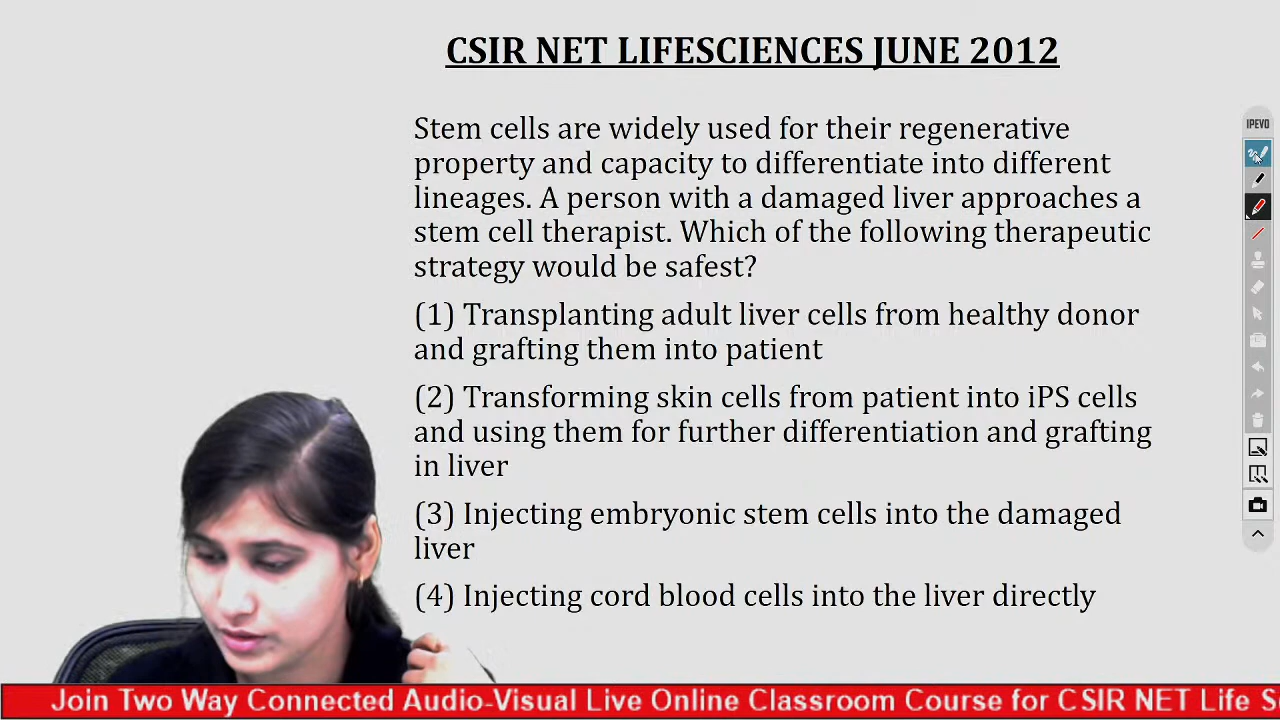 CSIR NET LIFESCIENCES JUNE 2012
Stem cells are widely used for their regenerative
property and capacity to differentiate into different
lineages. A person with a damaged liver approaches a
stem cell therapist. Which of the following therapeutic
strategy would be safest?
(1) Transplanting adult liver cells from healthy donor
and grafting them into patient
(2) Transforming skin cells from patient into iPS cells
and using them for further differentiation and grafting
in liver
(3) Injecting embryonic stem cells into the damaged
liver
(4) Injecting cord blood cells into the liver directly
IPEVO
Join Two Way Connected Audio-Visual Live Online Classroom Course for CSIR NET Life S